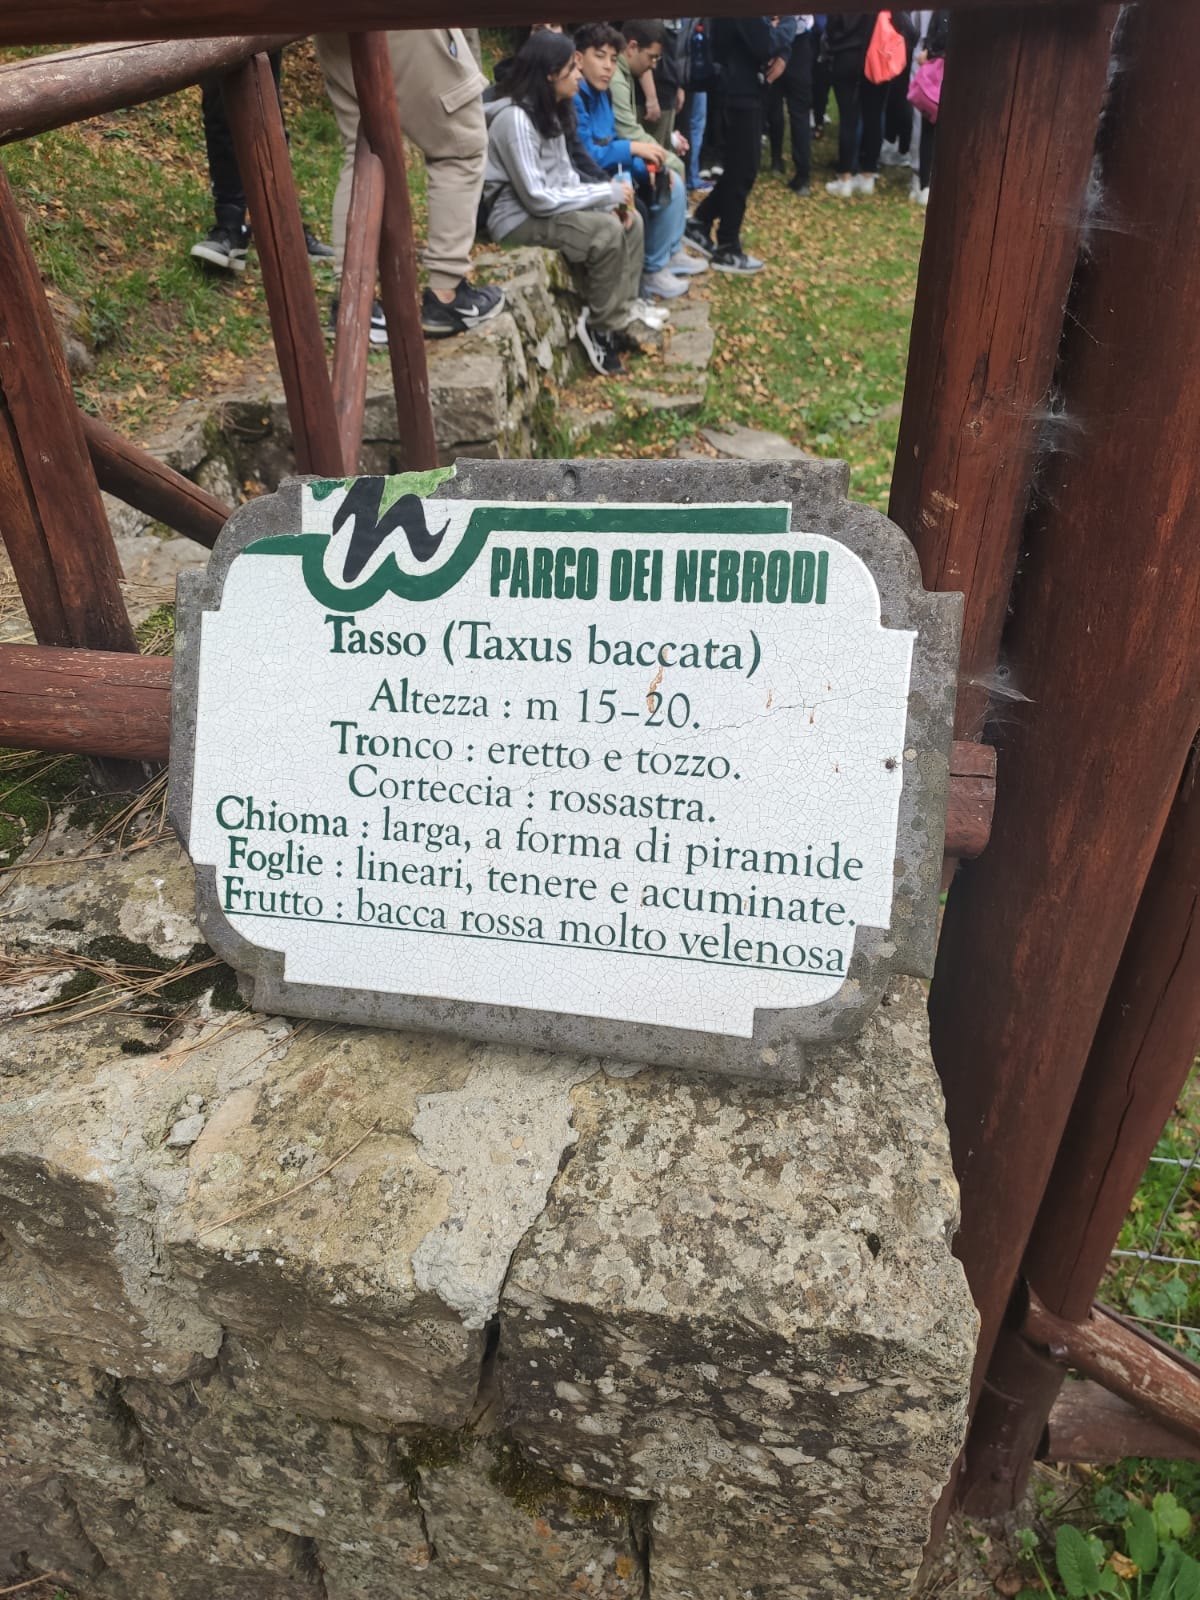 n
PARCO DEI NEBRODI
Tasso (Taxus baccata)
Altezza : m 15-20.
Tronco : eretto e tozzo.
Corteccia : rossastra.
Chioma : larga, a forma di piramide
Foglie : lineari, tenere e acuminate.
Frutto : bacca rossa molto velenosa